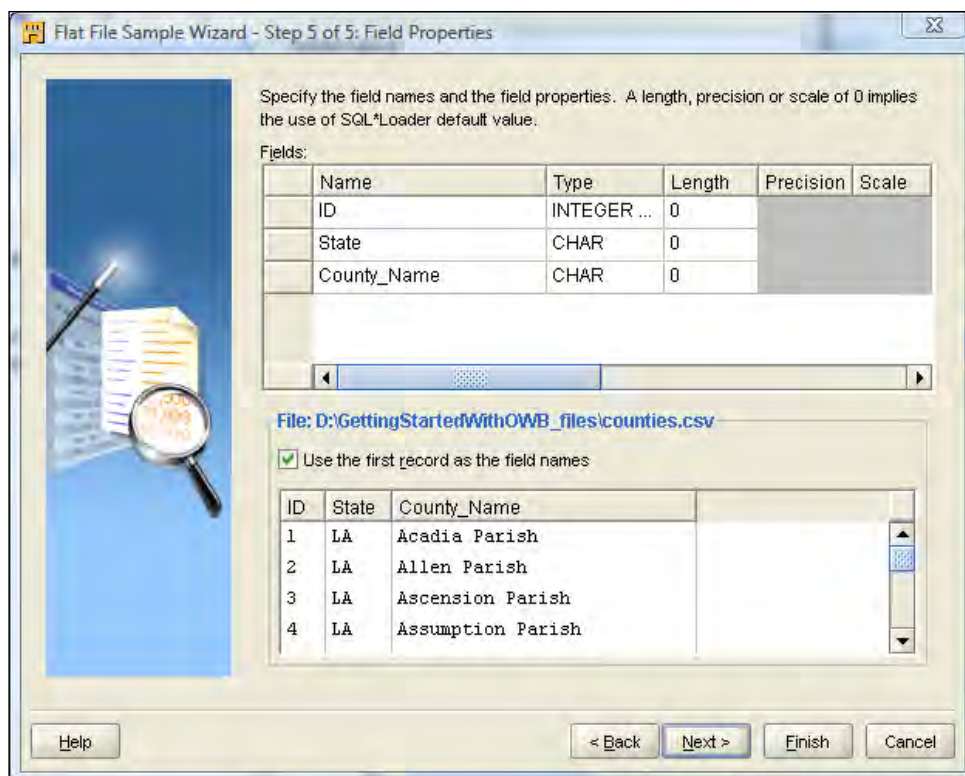 Flat File Sample Wizard - Step 5 of 5: Field Properties
Specify the field names and the field properties. A length, precision or scale of 0 implies
the use of SQL*Loader default value.
Fields:
Name Type Length Precision Scale
ID INTEGER ... 0
State CHAR 0
County_Name CHAR 0
File: D:\GettingStartedWithOWB_files\counties.csv
Use the first record as the field names
ID State County_Name
1 LA Acadia Parish
2 LA Allen Parish
3 LA Ascension Parish
4 LA Assumption Parish
Help < Back Next > Finish Cancel